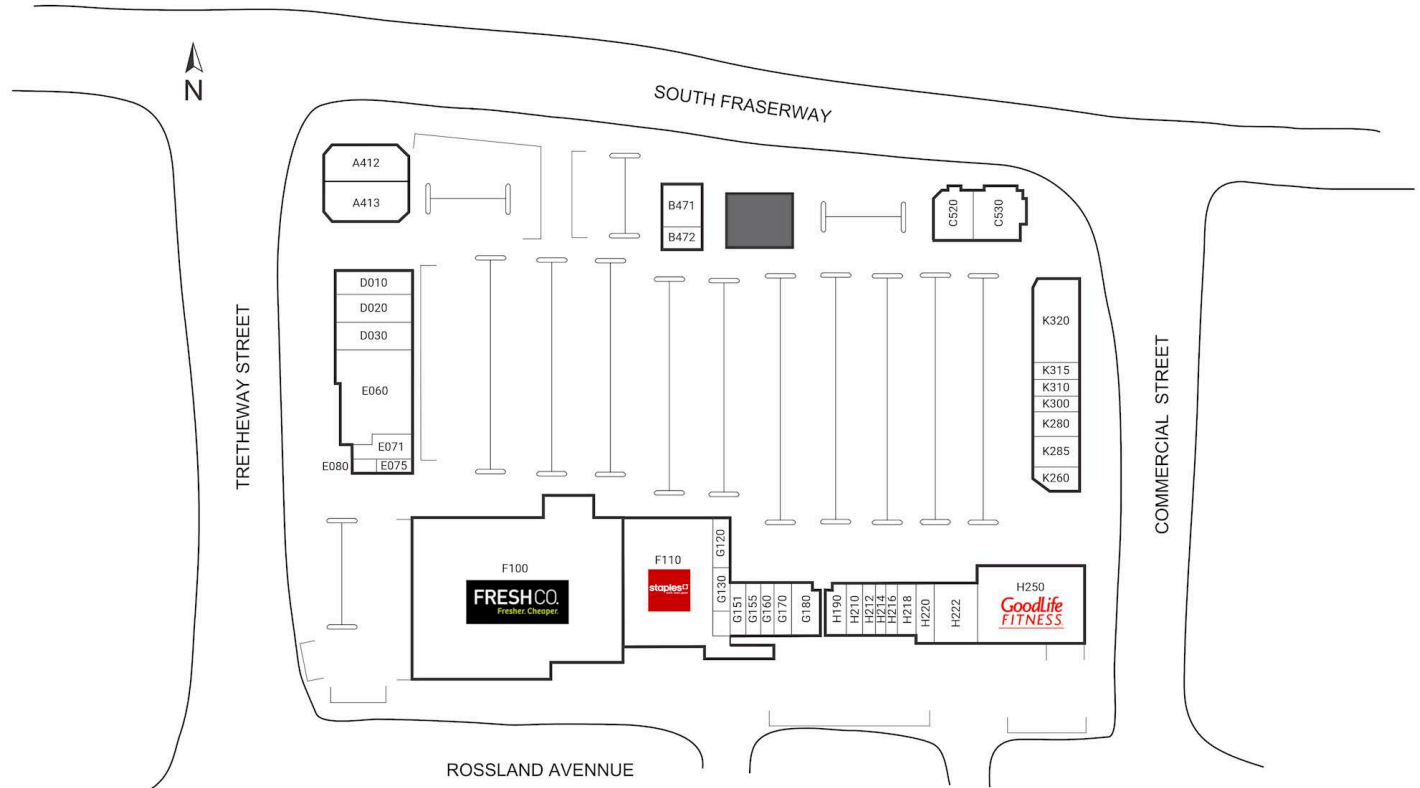 N
SOUTH FRASERWAY
A412
A413
B471
B472
C520
C530
D010
D020
D030
E060
E071
E080
E075
TRETHEWAY STREET
K320
K315
K310
K300
K280
K285
K260
COMMERCIAL STREET
F100
FRESHCO.
Fresher. Cheaper.
F110
staples
G120
G130
G151
G155
G160
G170
G180
H190
H210
H212
H214
H216
H218
H220
H222
H250
GoodLife
FITNESS
ROSSLAND AVENNUE